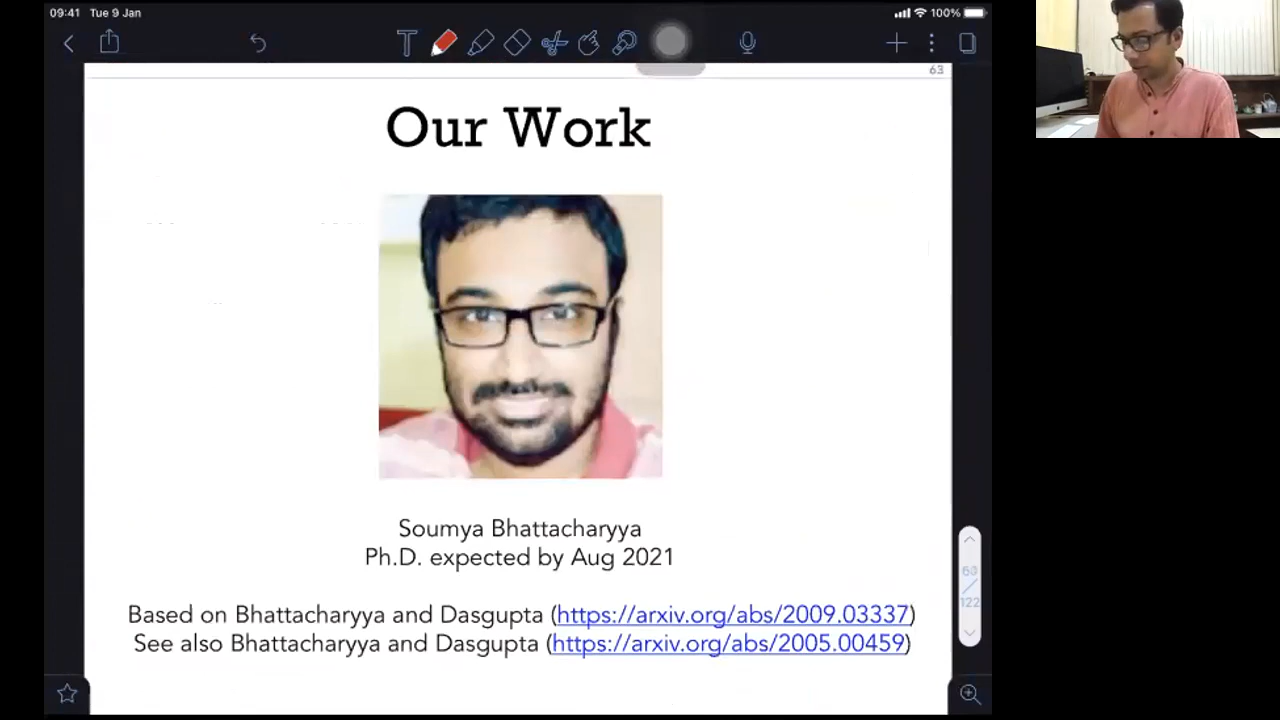 09:41 Tue 9 Jan
100%
63
Our Work
Soumya Bhattacharyya
Ph.D. expected by Aug 2021
Based on Bhattacharyya and Dasgupta (https://arxiv.org/abs/2009.03337)
See also Bhattacharyya and Dasgupta (https://arxiv.org/abs/2005.00459)
60
/
122